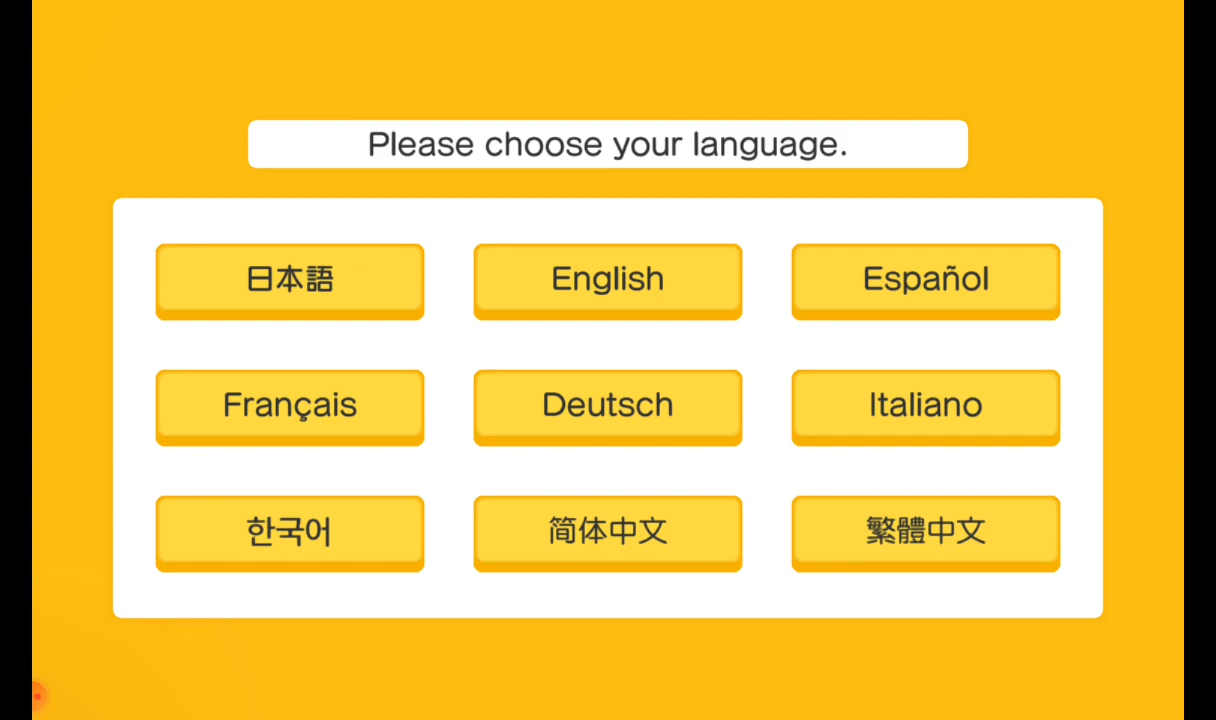 Please choose your language.
日本語
English
Español
Français
Deutsch
Italiano
한국어
简体中文
繁體中文